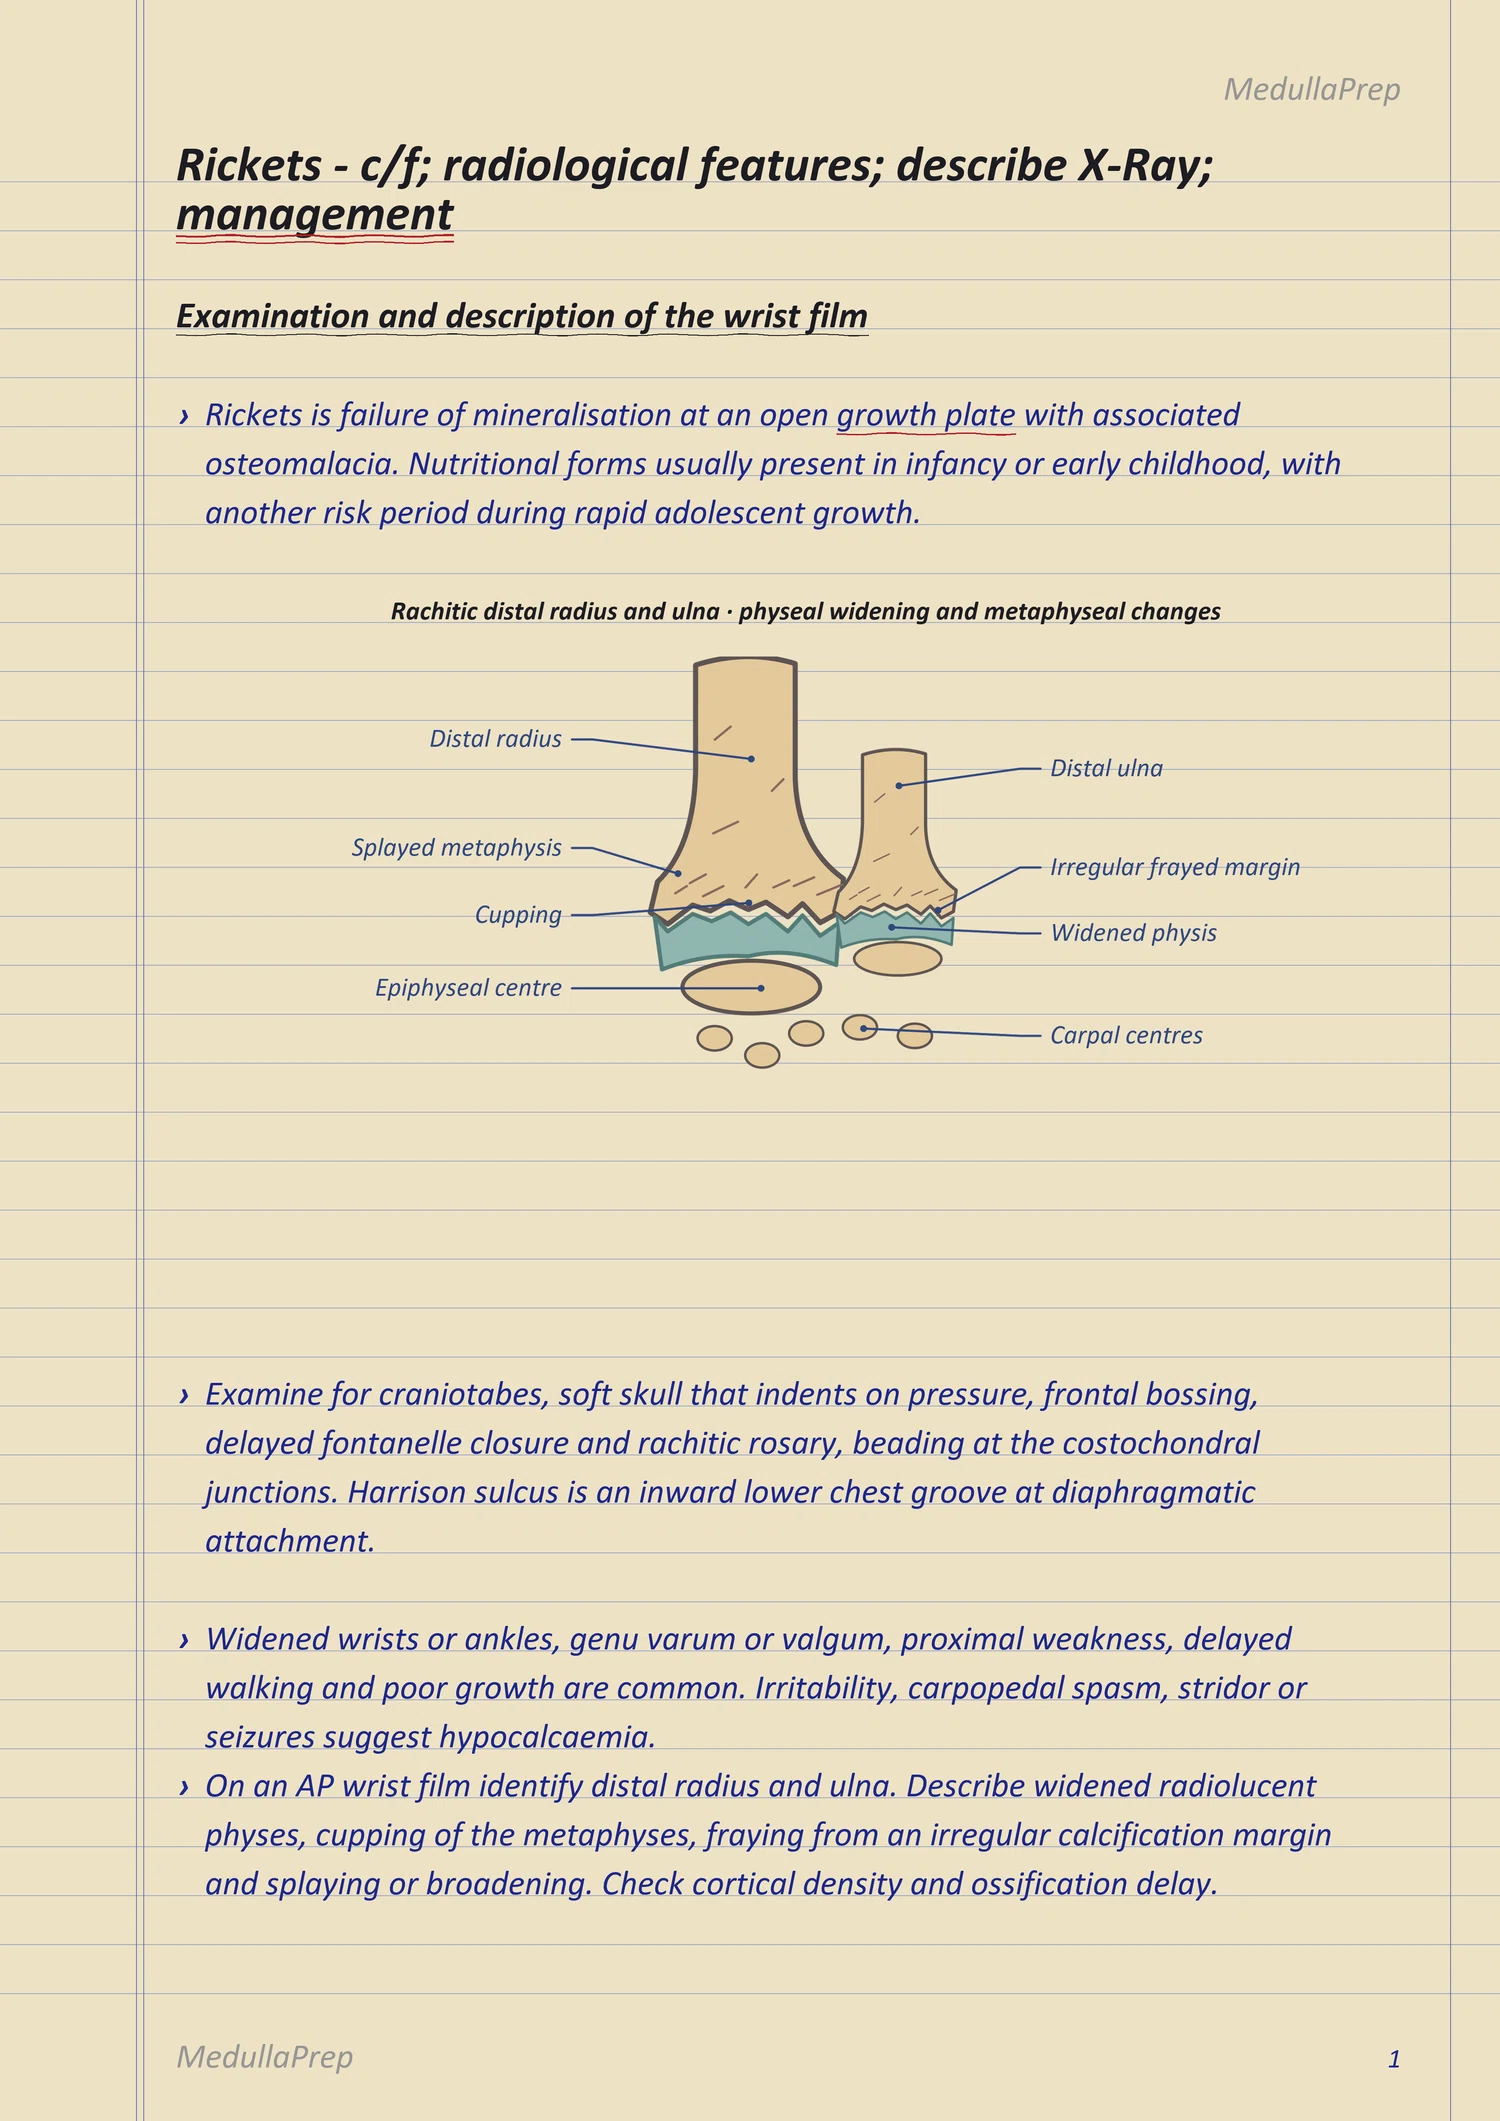 MedullaPrep
Rickets - c/f; radiological features; describe X-Ray;
management
Examination and description of the wrist film
› Rickets is failure of mineralisation at an open growth plate with associated
osteomalacia. Nutritional forms usually present in infancy or early childhood, with
another risk period during rapid adolescent growth.
Rachitic distal radius and ulna · physeal widening and metaphyseal changes
Distal radius
Distal ulna
Splayed metaphysis
Irregular frayed margin
Cupping
Widened physis
Epiphyseal centre
Carpal centres
› Examine for craniotabes, soft skull that indents on pressure, frontal bossing,
delayed fontanelle closure and rachitic rosary, beading at the costochondral
junctions. Harrison sulcus is an inward lower chest groove at diaphragmatic
attachment.
› Widened wrists or ankles, genu varum or valgum, proximal weakness, delayed
walking and poor growth are common. Irritability, carpopedal spasm, stridor or
seizures suggest hypocalcaemia.
› On an AP wrist film identify distal radius and ulna. Describe widened radiolucent
physes, cupping of the metaphyses, fraying from an irregular calcification margin
and splaying or broadening. Check cortical density and ossification delay.
MedullaPrep
1